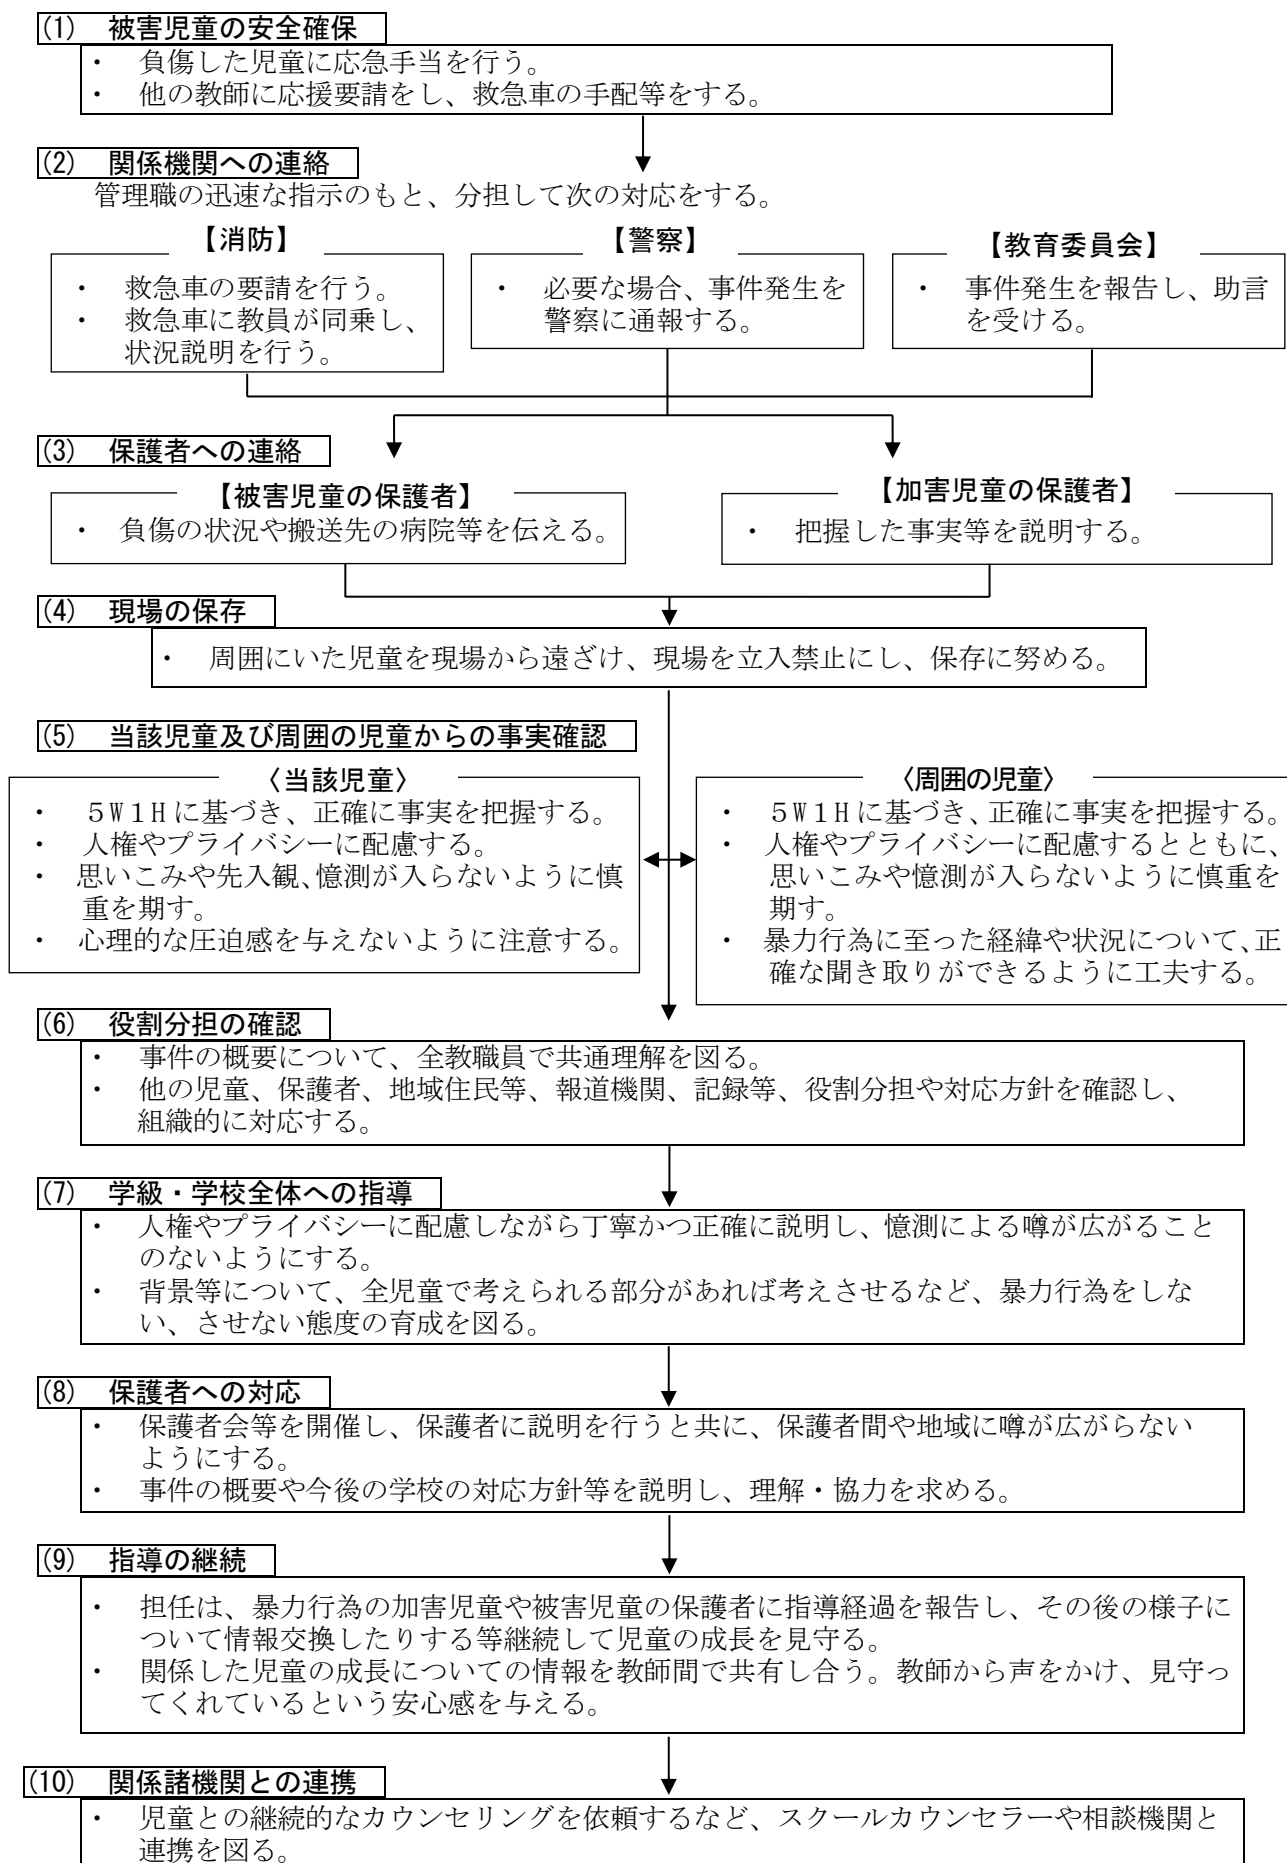 (1) 被害児童の安全確保
・ 負傷した児童に応急手当を行う。
・ 他の教師に応援要請をし、救急車の手配等をする。
(2) 関係機関への連絡
管理職の迅速な指示のもと、分担して次の対応をする。
【消防】
・ 救急車の要請を行う。
・ 救急車に教員が同乗し、
状況説明を行う。
【警察】
・ 必要な場合、事件発生を
警察に通報する。
【教育委員会】
・ 事件発生を報告し、助言
を受ける。
(3) 保護者への連絡
【被害児童の保護者】
・ 負傷の状況や搬送先の病院等を伝える。
【加害児童の保護者】
・ 把握した事実等を説明する。
(4) 現場の保存
・ 周囲にいた児童を現場から遠ざけ、現場を立入禁止にし、保存に努める。
(5) 当該児童及び周囲の児童からの事実確認
〈当該児童〉
・ 5W1Hに基づき、正確に事実を把握する。
・ 人権やプライバシーに配慮する。
・ 思いこみや先入観、憶測が入らないように慎
重を期す。
・ 心理的な圧迫感を与えないように注意する。
〈周囲の児童〉
・ 5W1Hに基づき、正確に事実を把握する。
・ 人権やプライバシーに配慮するとともに、
思いこみや憶測が入らないように慎重を
期す。
・ 暴力行為に至った経緯や状況について、正
確な聞き取りができるように工夫する。
(6) 役割分担の確認
・ 事件の概要について、全教職員で共通理解を図る。
・ 他の児童、保護者、地域住民等、報道機関、記録等、役割分担や対応方針を確認し、
組織的に対応する。
(7) 学級・学校全体への指導
・ 人権やプライバシーに配慮しながら丁寧かつ正確に説明し、憶測による噂が広がること
のないようにする。
・ 背景等について、全児童で考えられる部分があれば考えさせるなど、暴力行為をしな
い、させない態度の育成を図る。
(8) 保護者への対応
・ 保護者会等を開催し、保護者に説明を行うと共に、保護者間や地域に噂が広がらない
ようにする。
・ 事件の概要や今後の学校の対応方針等を説明し、理解・協力を求める。
(9) 指導の継続
・ 担任は、暴力行為の加害児童や被害児童の保護者に指導経過を報告し、その後の様子に
ついて情報交換したりする等継続して児童の成長を見守る。
・ 関係した児童の成長についての情報を教師間で共有し合う。教師から声をかけ、見守っ
てくれているという安心感を与える。
(10) 関係諸機関との連携
・ 児童との継続的なカウンセリングを依頼するなど、スクールカウンセラーや相談機関と
連携を図る。